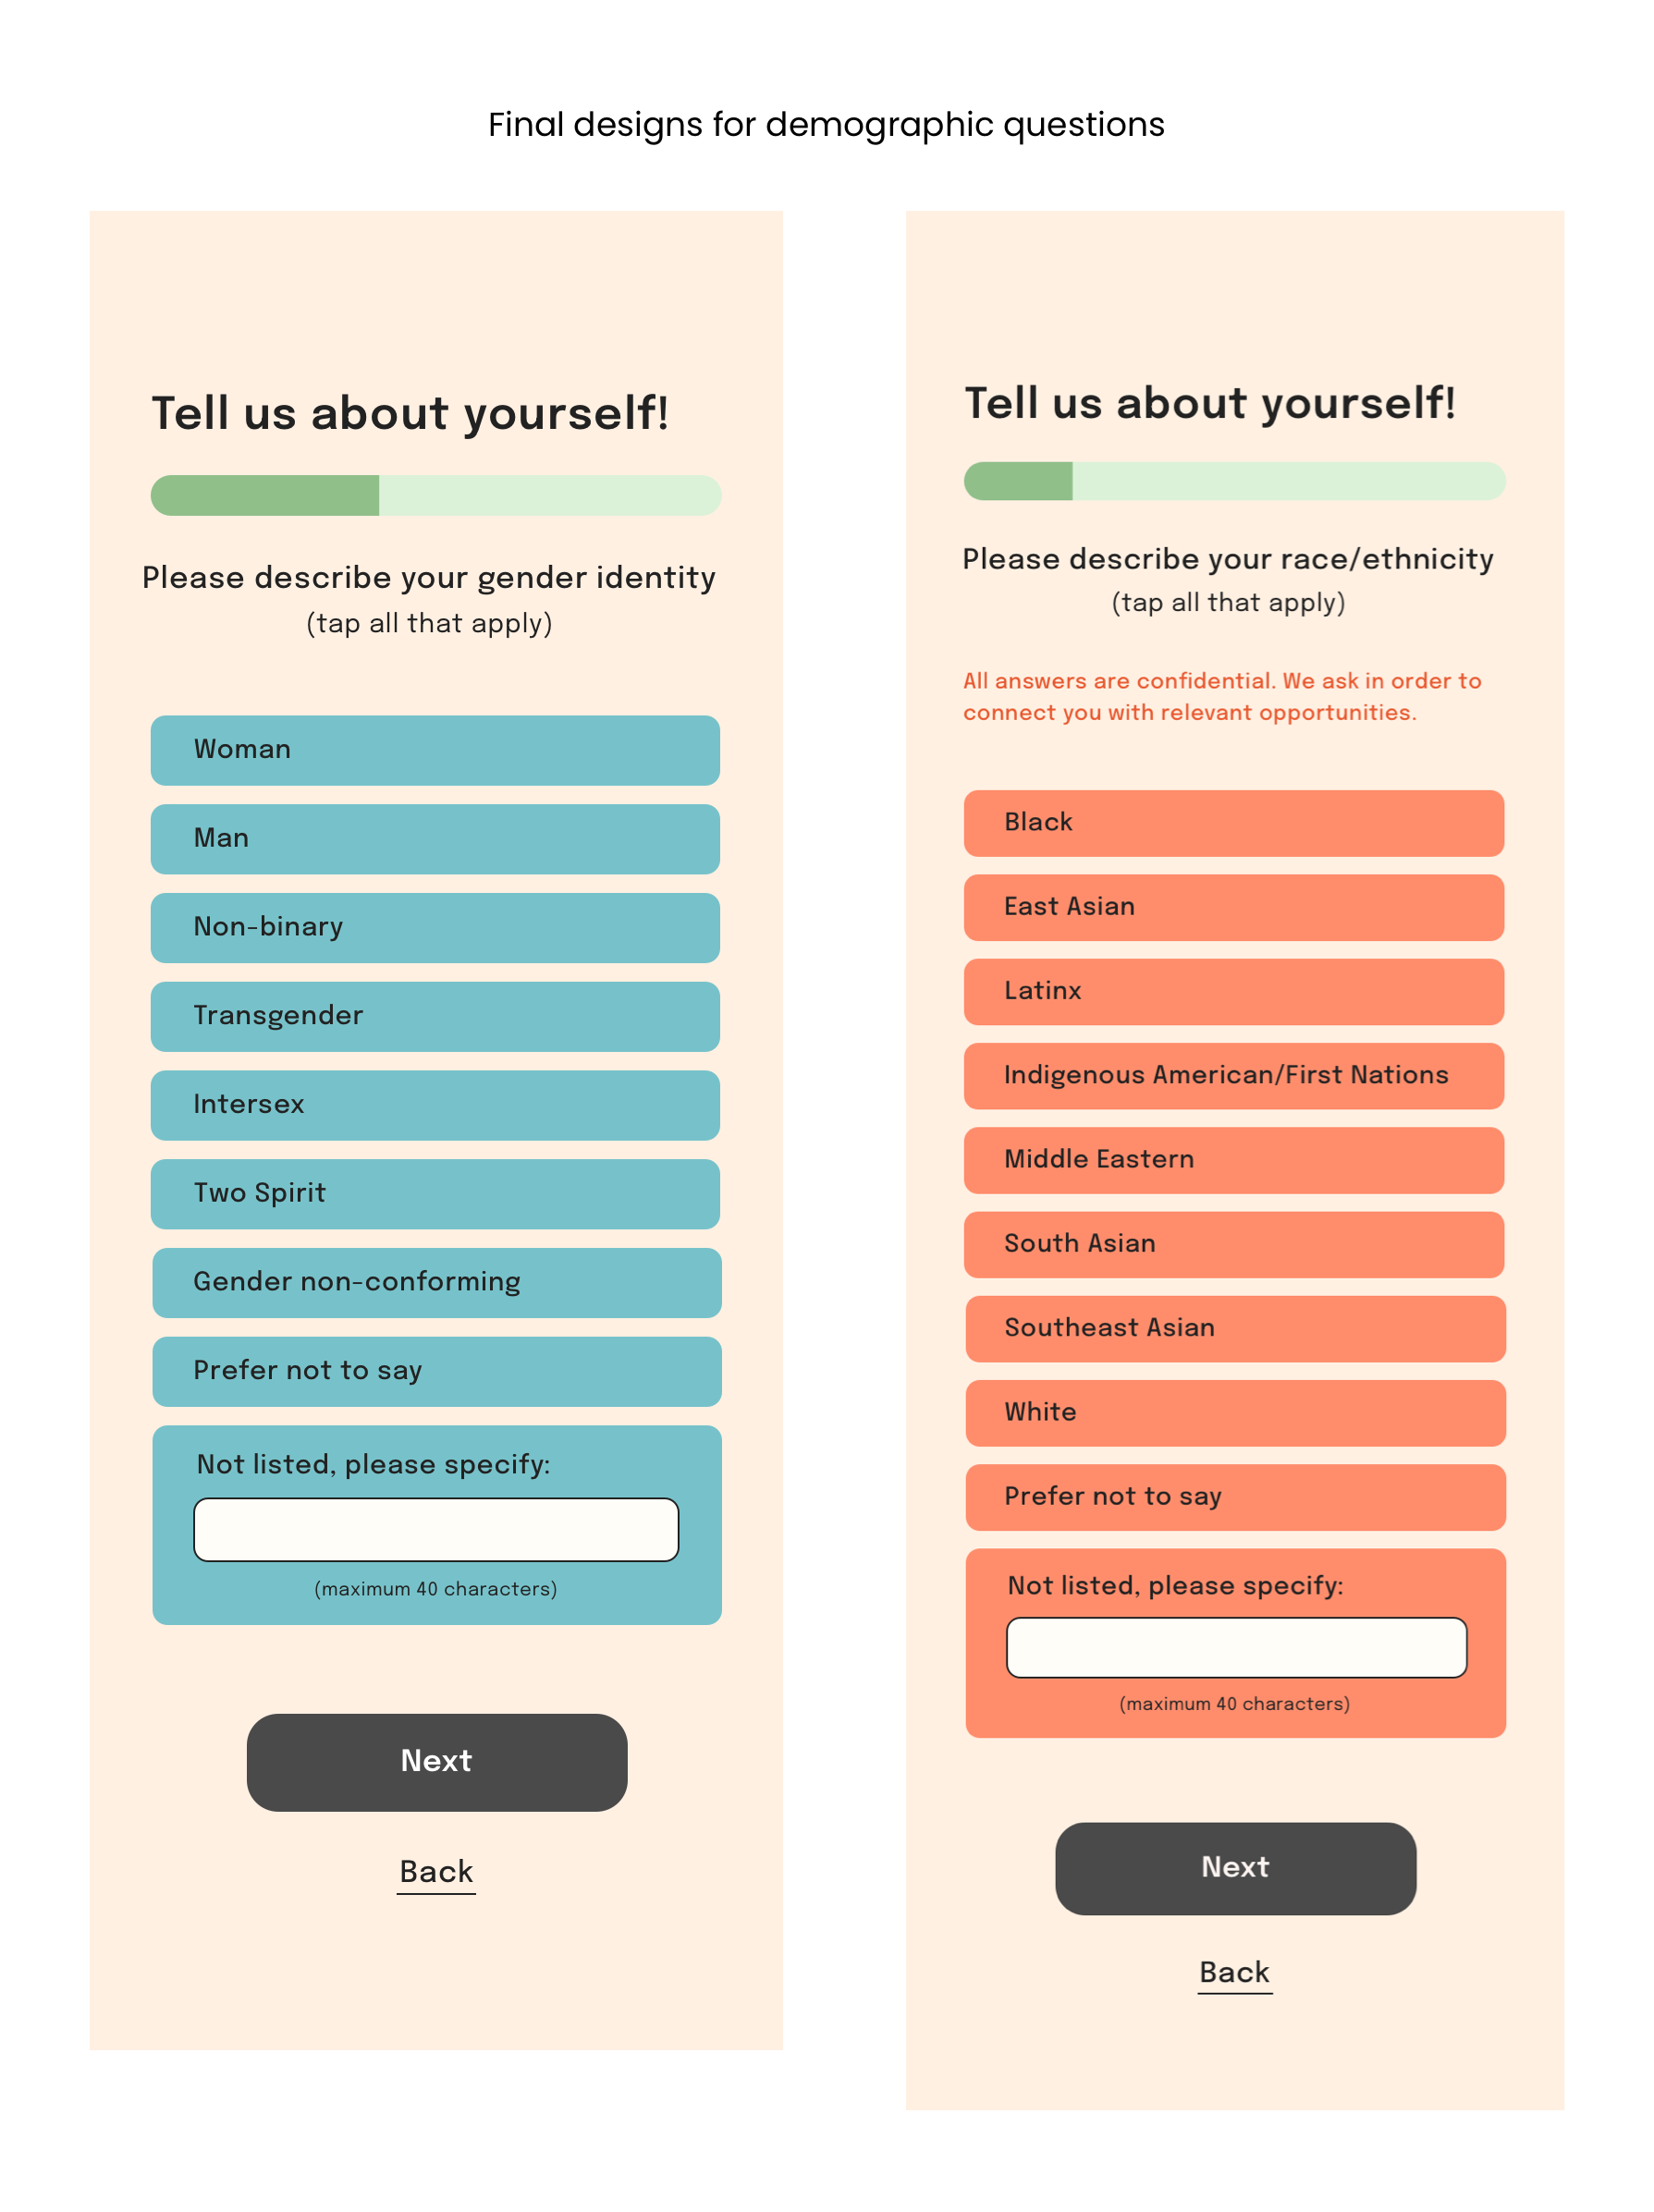 Final designs for demographic questions
Tell us about yourself!
Please describe your gender identity
(tap all that apply)
Woman
Man
Non-binary
Transgender
Intersex
Two Spirit
Gender non-conforming
Prefer not to say
Not listed, please specify:
(maximum 40 characters)
Next
Back
Tell us about yourself!
Please describe your race/ethnicity
(tap all that apply)
All answers are confidential. We ask in order to
connect you with relevant opportunities.
Black
East Asian
Latinx
Indigenous American/First Nations
Middle Eastern
South Asian
Southeast Asian
White
Prefer not to say
Not listed, please specify:
(maximum 40 characters)
Next
Back